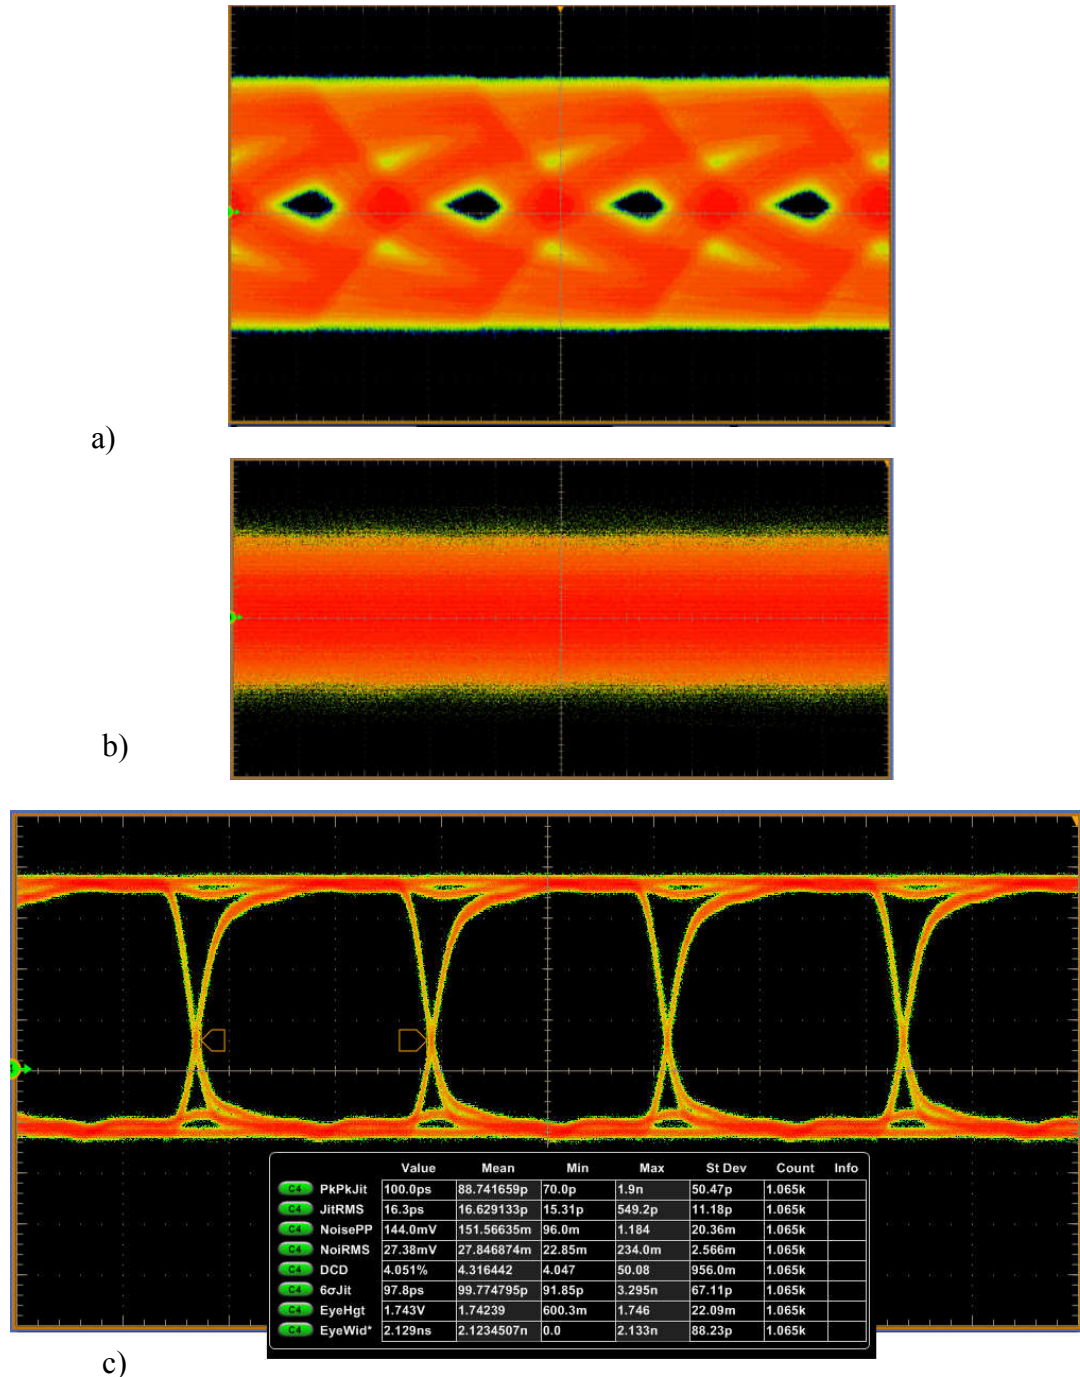 a)
b)
Value Mean Min Max St Dev Count Info
C4 PkPkJit 100.0ps 88.741659p 70.0p 1.9n 50.47p 1.065k
C4 JitRMS 16.3ps 16.629133p 15.31p 549.2p 11.18p 1.065k
C4 NoisePP 144.0mV 151.56635m 96.0m 1.184 20.36m 1.065k
C4 NoiRMS 27.38mV 27.846874m 22.85m 234.0m 2.566m 1.065k
C4 DCD 4.051% 4.316442 4.047 50.08 956.0m 1.065k
C4 6σJit 97.8ps 99.774795p 91.85p 3.295n 67.11p 1.065k
C4 EyeHgt 1.743V 1.74239 600.3m 1.746 22.09m 1.065k
C4 EyeWid* 2.129ns 2.1234507n 0.0 2.133n 88.23p 1.065k
c)